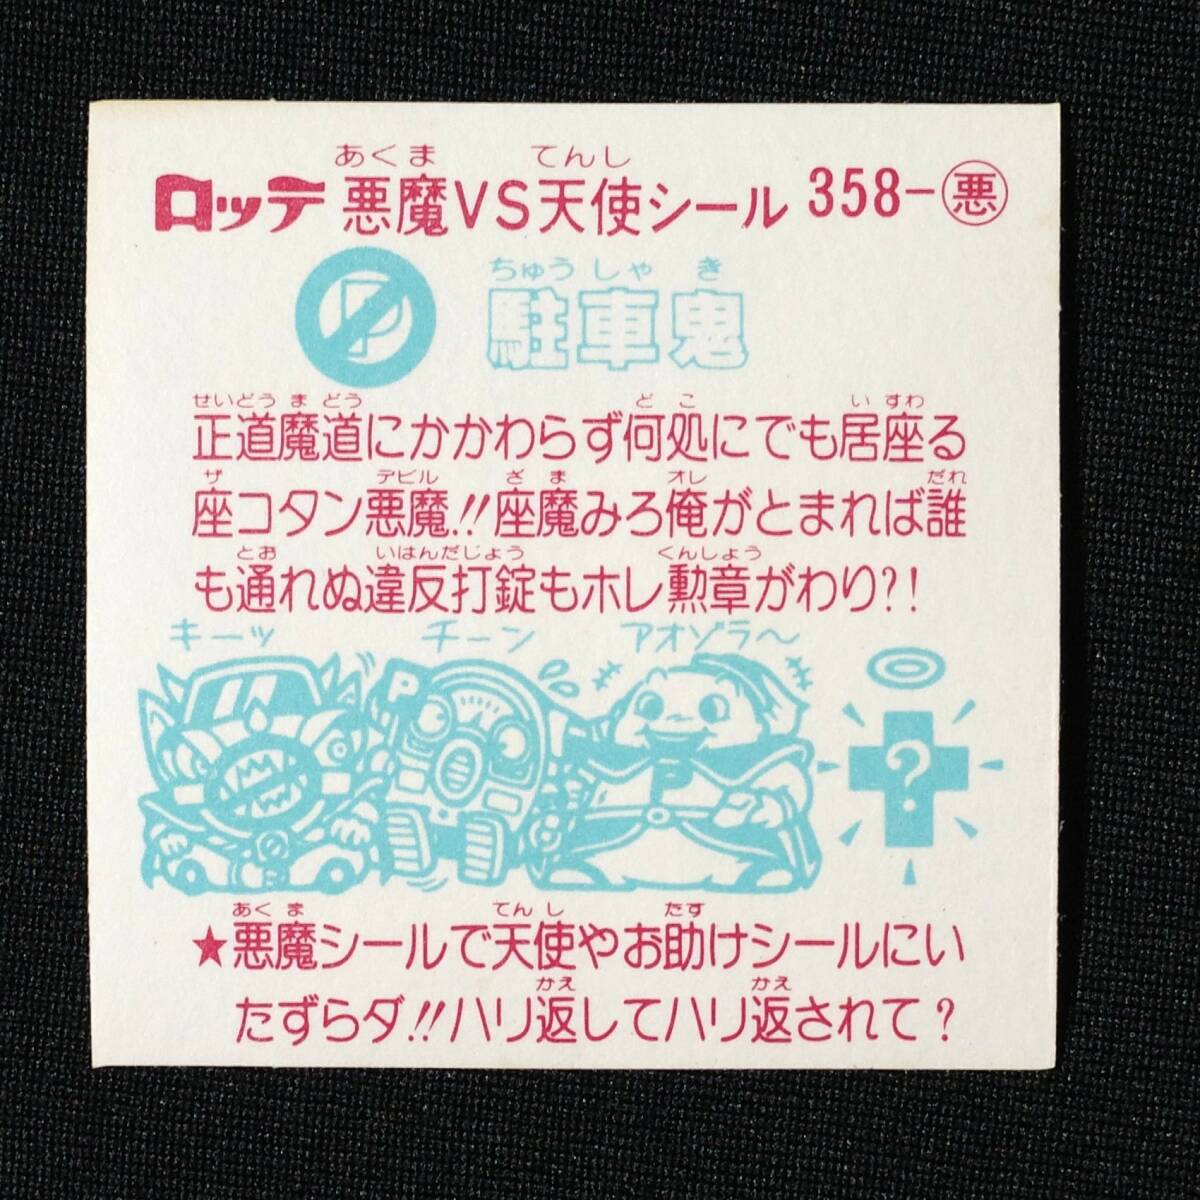 あくま てんし
ロッテ 悪魔VS天使シール 358-悪
ちゅうしゃき
P 駐車鬼
せいどうまどう どこ いすわ
正道魔道にかかわらず何処にでも居座る
ザ デビル ざま オレ だれ
座コタン悪魔!!座魔みろ俺がとまれば誰
とお いはんだじょう くんしょう
も通れぬ違反打錠もホレ勲章がわり?!
キーッ チーン アオゾラ〜
P P ?
あくま てんし たす
★悪魔シールで天使やお助けシールにい
かえ かえ
たずらダ!!ハリ返してハリ返されて?